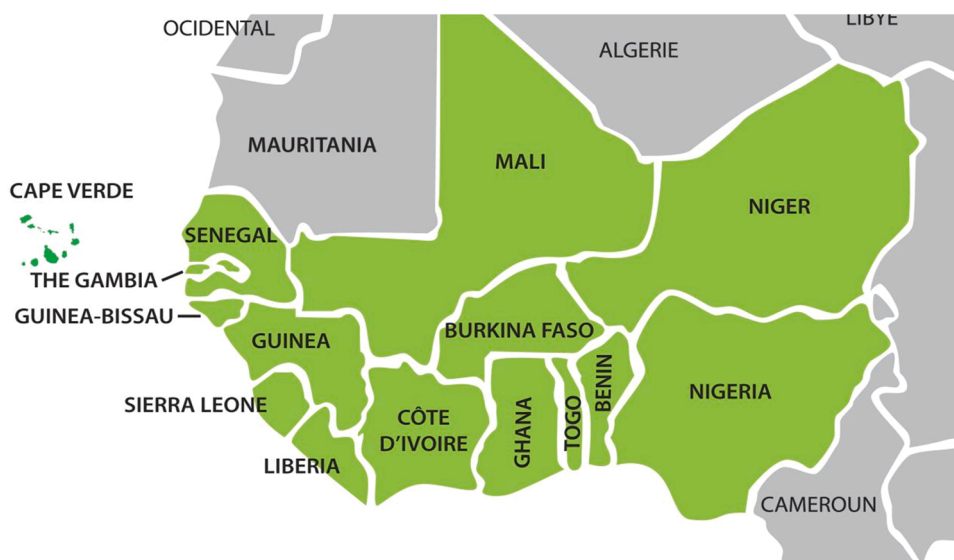 OCIDENTAL
LIBYE
ALGERIE
MAURITANIA
MALI
CAPE VERDE
NIGER
SENEGAL
THE GAMBIA
GUINEA-BISSAU
BURKINA FASO
GUINEA
BENIN
NIGERIA
SIERRA LEONE
CÔTE
D'IVOIRE
GHANA
TOGO
LIBERIA
CAMEROUN